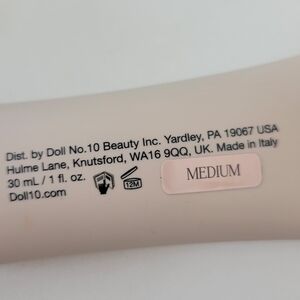 Dist. by Doll No.10 Beauty Inc. Yardley, PA 19067 USA
Hulme Lane, Knutsford, WA16 9QQ, UK. Made in Italy
30 mL / 1 fl. oz.
12M
MEDIUM
Doll10.com